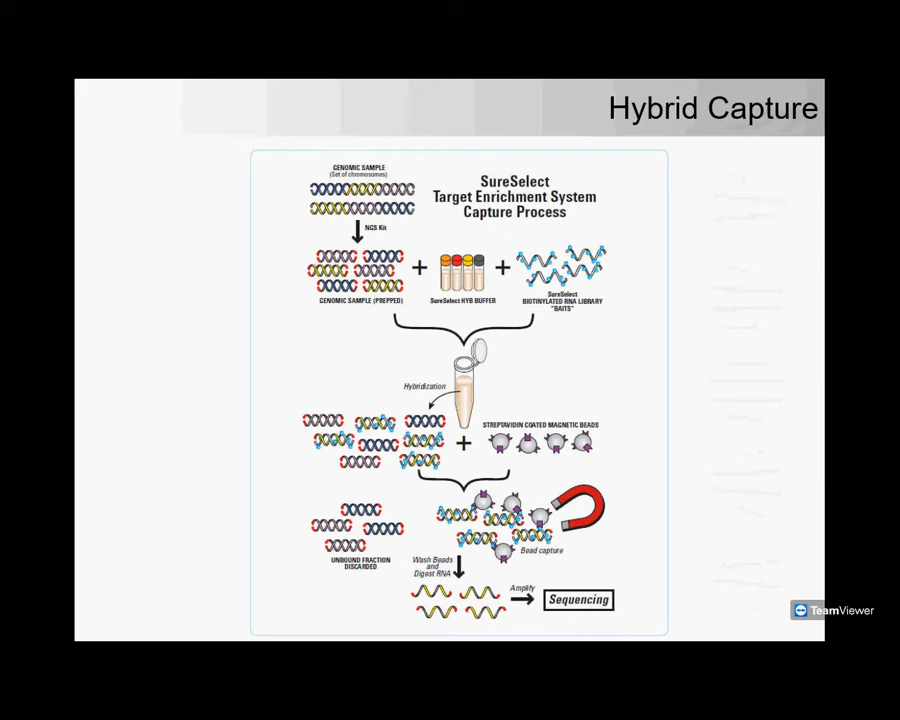 Hybrid Capture
GENOMIC SAMPLE
(Set of chromosomes)
SureSelect
Target Enrichment System
Capture Process
NGS Kit
GENOMIC SAMPLE (PREPPED)
SureSelect HYB BUFFER
SureSelect
BIOTINYLATED RNA LIBRARY
"BAITS"
Hybridization
STREPTAVIDIN COATED MAGNETIC BEADS
UNBOUND FRACTION
DISCARDED
Bead capture
Wash Beads
and
Digest RNA
Amplify
Sequencing
TeamViewer